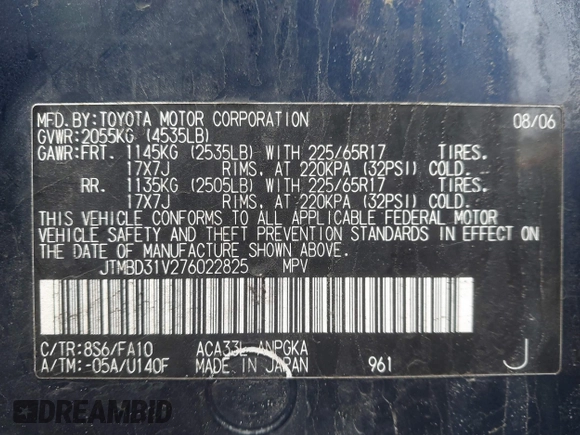 MFD.BY:TOYOTA MOTOR CORPORATION 08/06
GVWR:2055KG (4535LB)
GAWR:FRT. 1145KG (2535LB) WITH 225/65R17 TIRES.
17X7J RIMS, AT 220KPA (32PSI) COLD.
RR. 1135KG (2505LB) WITH 225/65R17 TIRES.
17X7J RIMS, AT 220KPA (32PSI) COLD.
THIS VEHICLE CONFORMS TO ALL APPLICABLE FEDERAL MOTOR
VEHICLE SAFETY AND THEFT PREVENTION STANDARDS IN EFFECT ON
THE DATE OF MANUFACTURE SHOWN ABOVE.
JTMBD31V276022825 MPV
C/TR:8S6/FA10 ACA33L-ANPGKA
A/TM:-05A/U140F MADE IN JAPAN 961 J
DREAMBID